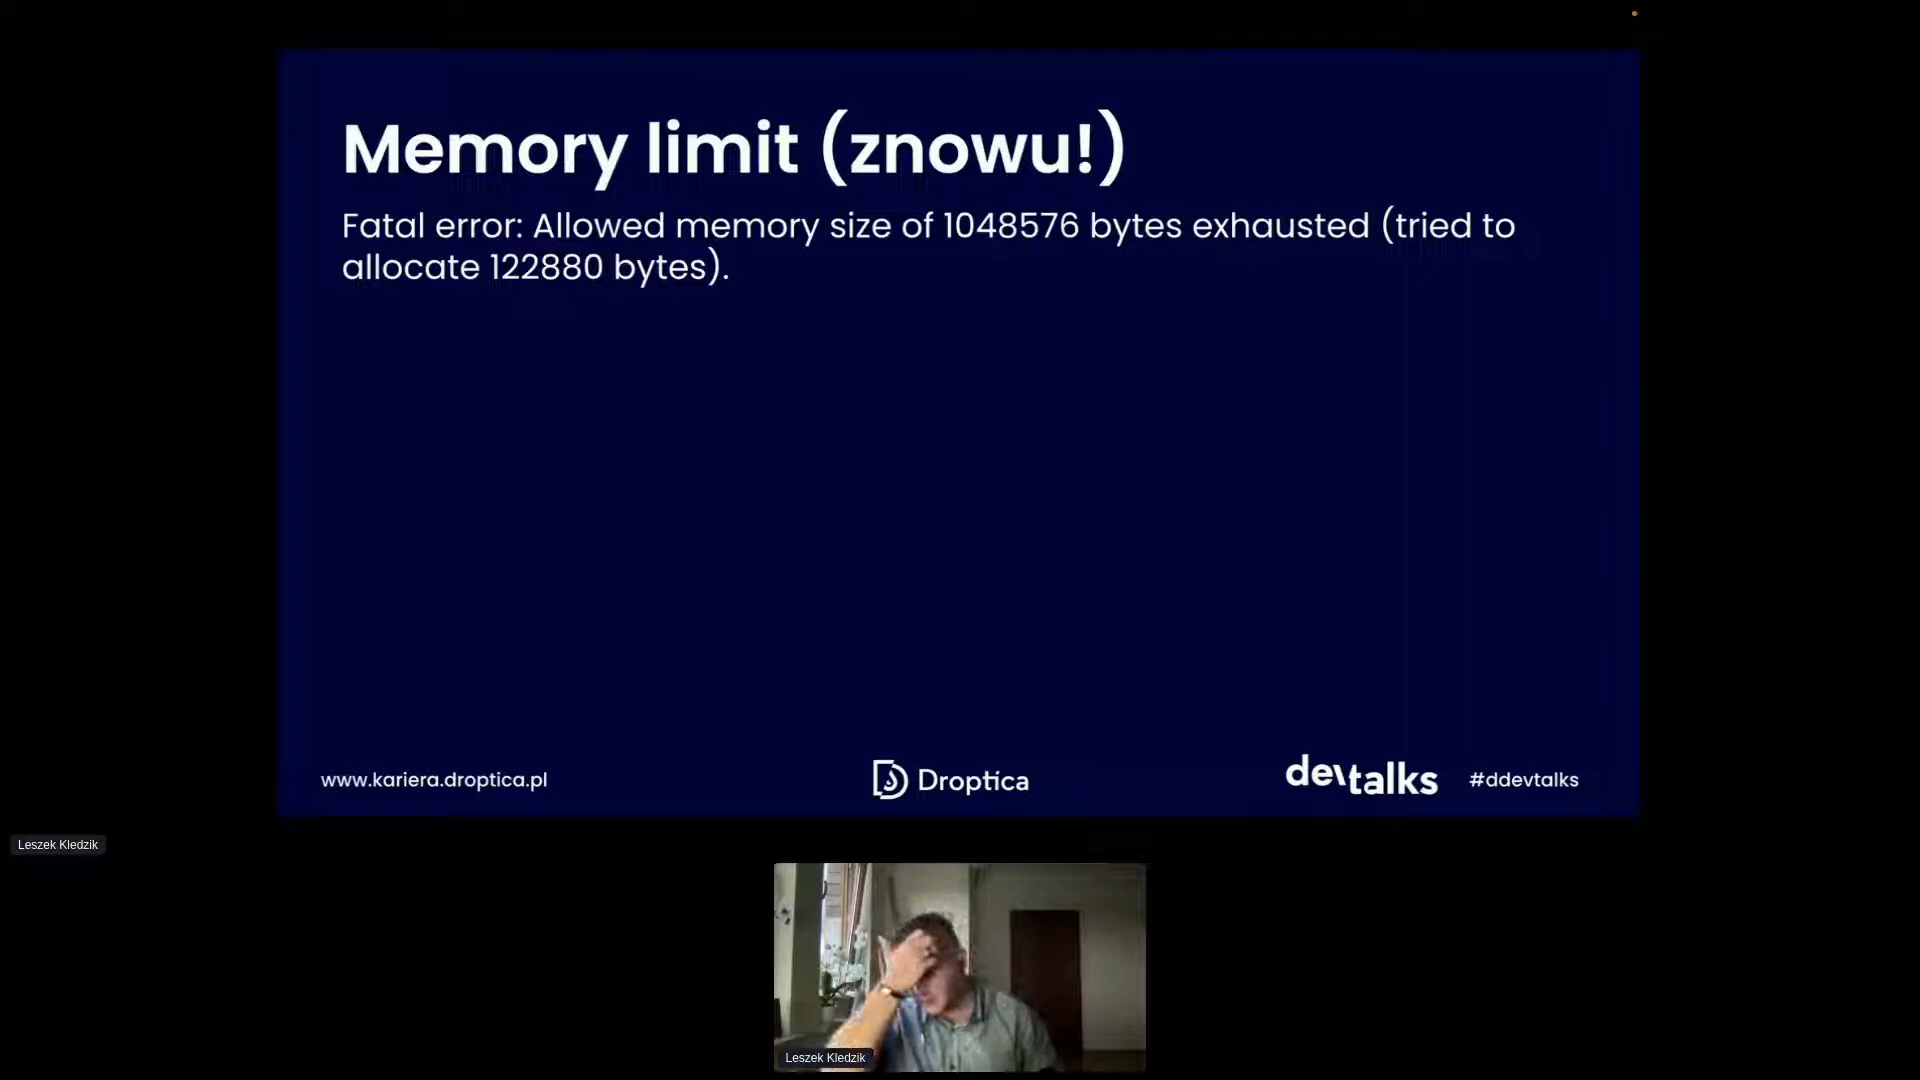 Memory limit (znowu!)
Fatal error: Allowed memory size of 1048576 bytes exhausted (tried to
allocate 122880 bytes).
www.kariera.droptica.pl
Droptica
devtalks
#ddevtalks
Leszek Kledzik
Leszek Kledzik